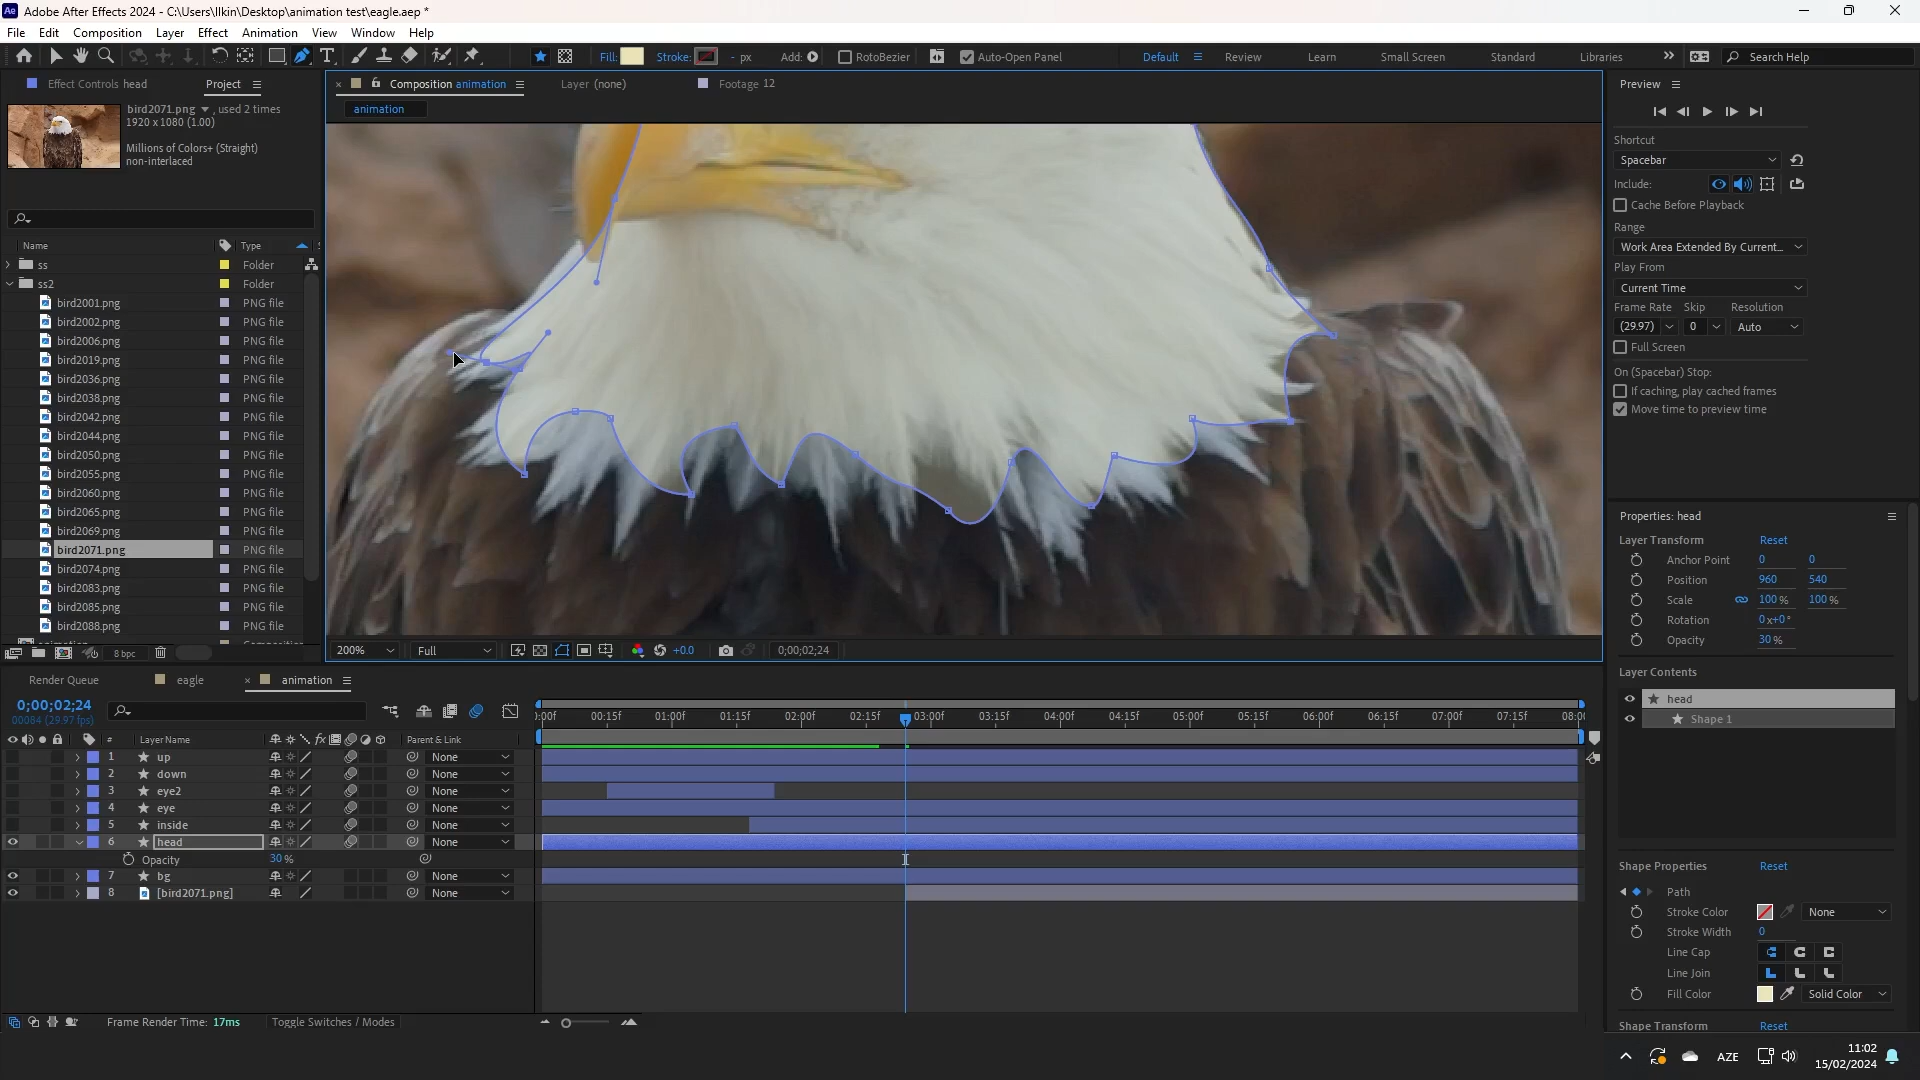 Adobe After Effects 2024 - C:\Users\Ilkin\Desktop\animation test\eagle.aep *
File Edit Composition Layer Effect Animation View Window Help
Fill: Stroke: - px Add: RotoBezier Auto-Open Panel Default Review Learn Small Screen Standard Libraries Search Help
Effect Controls head Project
Composition animation Layer (none) Footage 12
Preview
animation
bird2071.png , used 2 times
1920 x 1080 (1.00)
Millions of Colors+ (Straight)
non-interlaced
Shortcut
Spacebar
Include:
Cache Before Playback
Range
Work Area Extended By Current...
Play From
Current Time
Frame Rate Skip Resolution
(29.97) 0 Auto
Full Screen
On (Spacebar) Stop:
If caching, play cached frames
Move time to preview time
Name Type
ss Folder
ss2 Folder
bird2001.png PNG file
bird2002.png PNG file
bird2006.png PNG file
bird2019.png PNG file
bird2036.png PNG file
bird2038.png PNG file
bird2042.png PNG file
bird2044.png PNG file
bird2050.png PNG file
bird2055.png PNG file
bird2060.png PNG file
bird2065.png PNG file
bird2069.png PNG file
bird2071.png PNG file
bird2074.png PNG file
bird2083.png PNG file
bird2085.png PNG file
bird2088.png PNG file
8 bpc
200% Full +0.0 0;00;02;24
Properties: head
Layer Transform Reset
Anchor Point 0 0
Position 960 540
Scale 100 % 100 %
Rotation 0x+0°
Opacity 30 %
Layer Contents
head
Shape 1
Shape Properties Reset
Path
Stroke Color None
Stroke Width 0
Line Cap
Line Join
Fill Color Solid Color
Shape Transform Reset
Render Queue eagle animation
0;00;02;24
00084 (29.97 fps)
:00f 00:15f 01:00f 01:15f 02:00f 02:15f 03:00f 03:15f 04:00f 04:15f 05:00f 05:15f 06:00f 06:15f 07:00f 07:15f 08:00
# Layer Name fx Parent & Link
1 up None
2 down None
3 eye2 None
4 eye None
5 inside None
6 head None
Opacity 30 %
7 bg None
8 [bird2071.png] None
Frame Render Time: 17ms Toggle Switches / Modes
AZE 11:02
15/02/2024